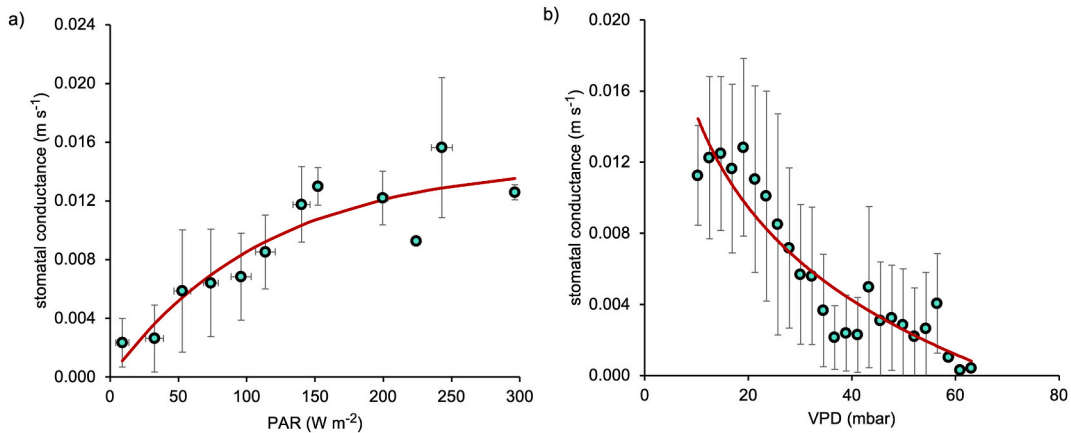 a)
stomatal conductance (m s-1)
0.024
0.020
0.016
0.012
0.008
0.004
0.000
0 50 100 150 200 250 300
PAR (W m-2)
b)
stomatal conductance (m s-1)
0.020
0.016
0.012
0.008
0.004
0.000
0 20 40 60 80
VPD (mbar)